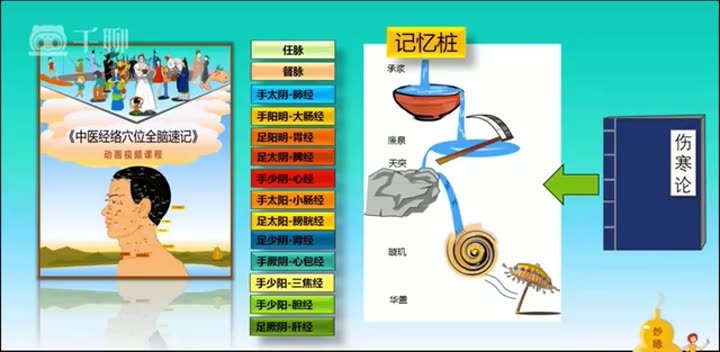 千聊
《中医经络穴位全脑速记》
动画视频课程
任脉
督脉
手太阴-肺经
手阳明-大肠经
足阳明-胃经
足太阴-脾经
手少阴-心经
手太阳-小肠经
足太阳-膀胱经
足少阴-肾经
手厥阴-心包经
手少阳-三焦经
手少阳-胆经
足厥阴-肝经
记忆桩
承浆
廉泉
天突
璇玑
华盖
伤寒论
妙缘